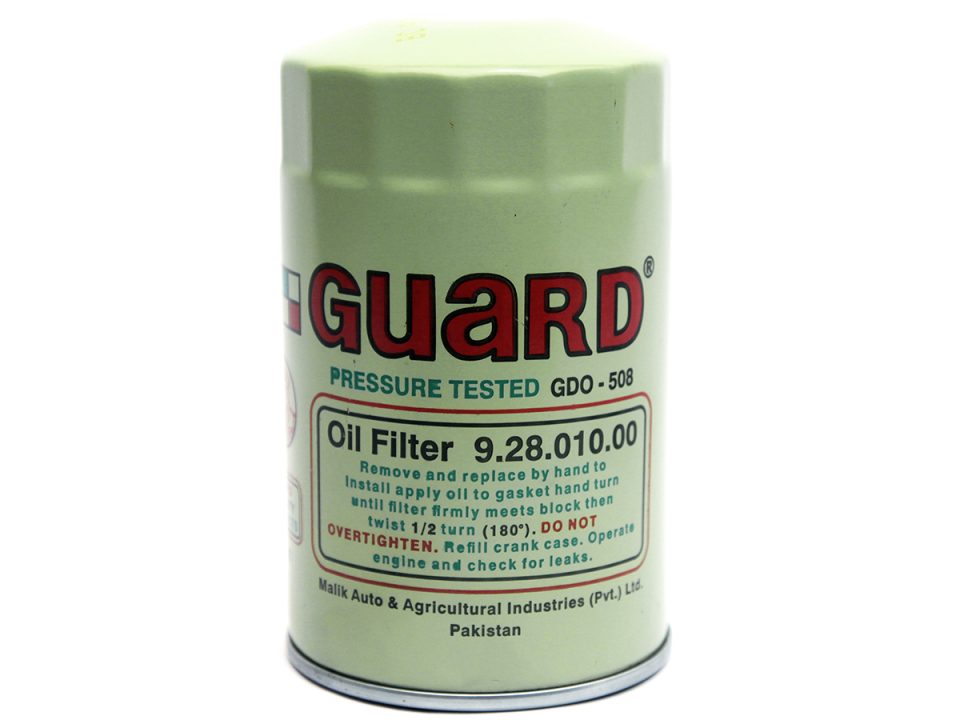 GUARD®
PRESSURE TESTED GDO - 508
Oil Filter 9.28.010.00
Remove and replace by hand to
Install apply oil to gasket hand turn
until filter firmly meets block then
twist 1/2 turn (180°). DO NOT
OVERTIGHTEN. Refill crank case. Operate
engine and check for leaks.
Malik Auto & Agricultural Industries (Pvt.) Ltd.
Pakistan